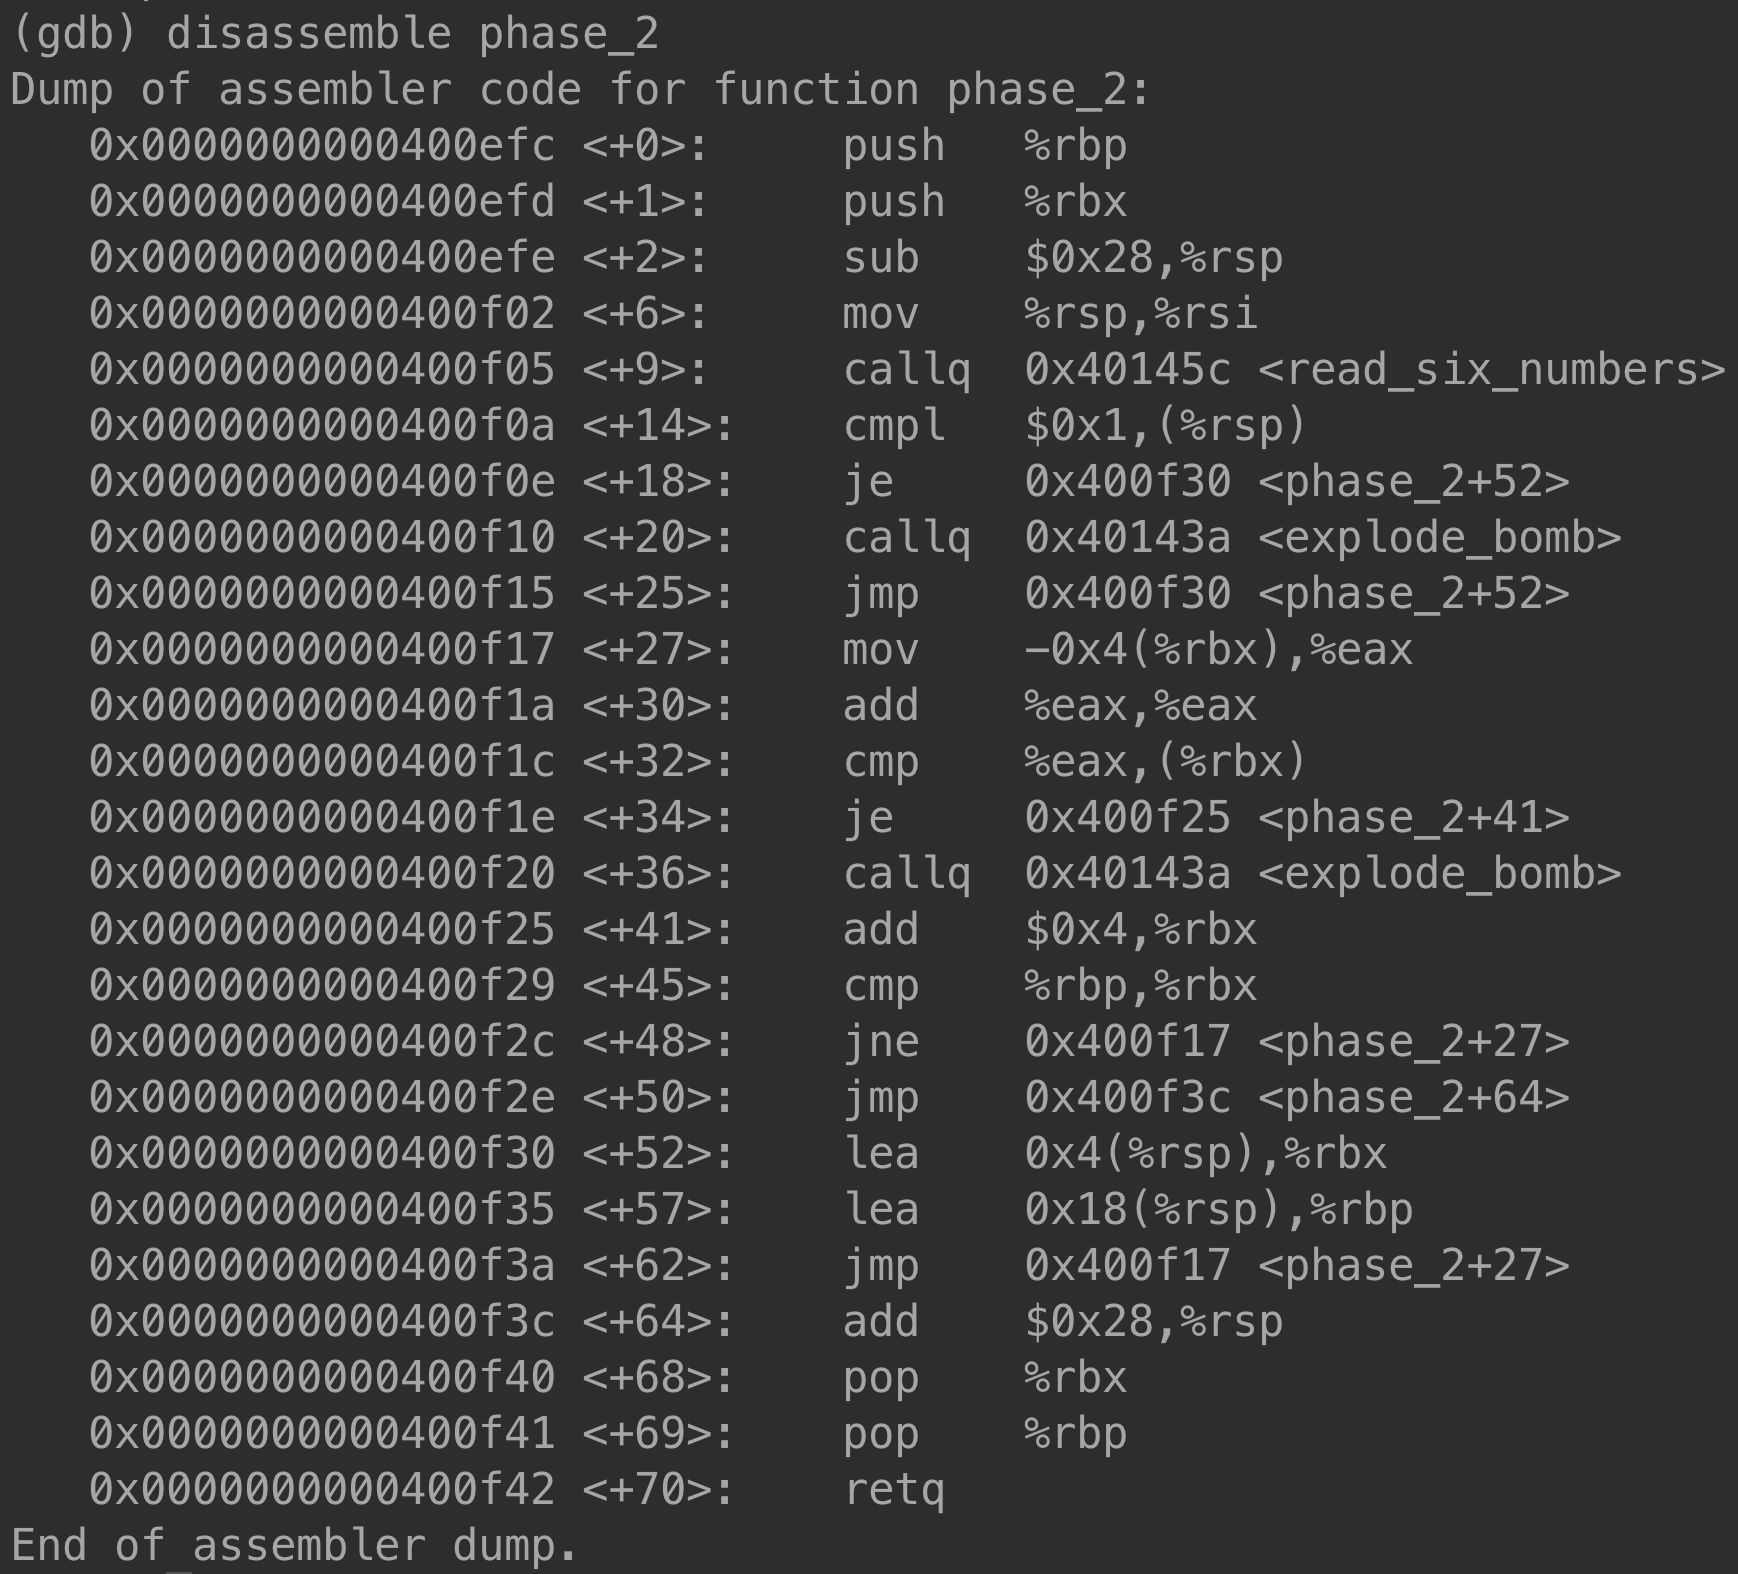 (gdb) disassemble phase_2
Dump of assembler code for function phase_2:
   0x0000000000400efc <+0>:     push   %rbp
   0x0000000000400efd <+1>:     push   %rbx
   0x0000000000400efe <+2>:     sub    $0x28,%rsp
   0x0000000000400f02 <+6>:     mov    %rsp,%rsi
   0x0000000000400f05 <+9>:     callq  0x40145c <read_six_numbers>
   0x0000000000400f0a <+14>:    cmpl   $0x1,(%rsp)
   0x0000000000400f0e <+18>:    je     0x400f30 <phase_2+52>
   0x0000000000400f10 <+20>:    callq  0x40143a <explode_bomb>
   0x0000000000400f15 <+25>:    jmp    0x400f30 <phase_2+52>
   0x0000000000400f17 <+27>:    mov    -0x4(%rbx),%eax
   0x0000000000400f1a <+30>:    add    %eax,%eax
   0x0000000000400f1c <+32>:    cmp    %eax,(%rbx)
   0x0000000000400f1e <+34>:    je     0x400f25 <phase_2+41>
   0x0000000000400f20 <+36>:    callq  0x40143a <explode_bomb>
   0x0000000000400f25 <+41>:    add    $0x4,%rbx
   0x0000000000400f29 <+45>:    cmp    %rbp,%rbx
   0x0000000000400f2c <+48>:    jne    0x400f17 <phase_2+27>
   0x0000000000400f2e <+50>:    jmp    0x400f3c <phase_2+64>
   0x0000000000400f30 <+52>:    lea    0x4(%rsp),%rbx
   0x0000000000400f35 <+57>:    lea    0x18(%rsp),%rbp
   0x0000000000400f3a <+62>:    jmp    0x400f17 <phase_2+27>
   0x0000000000400f3c <+64>:    add    $0x28,%rsp
   0x0000000000400f40 <+68>:    pop    %rbx
   0x0000000000400f41 <+69>:    pop    %rbp
   0x0000000000400f42 <+70>:    retq
End of assembler dump.